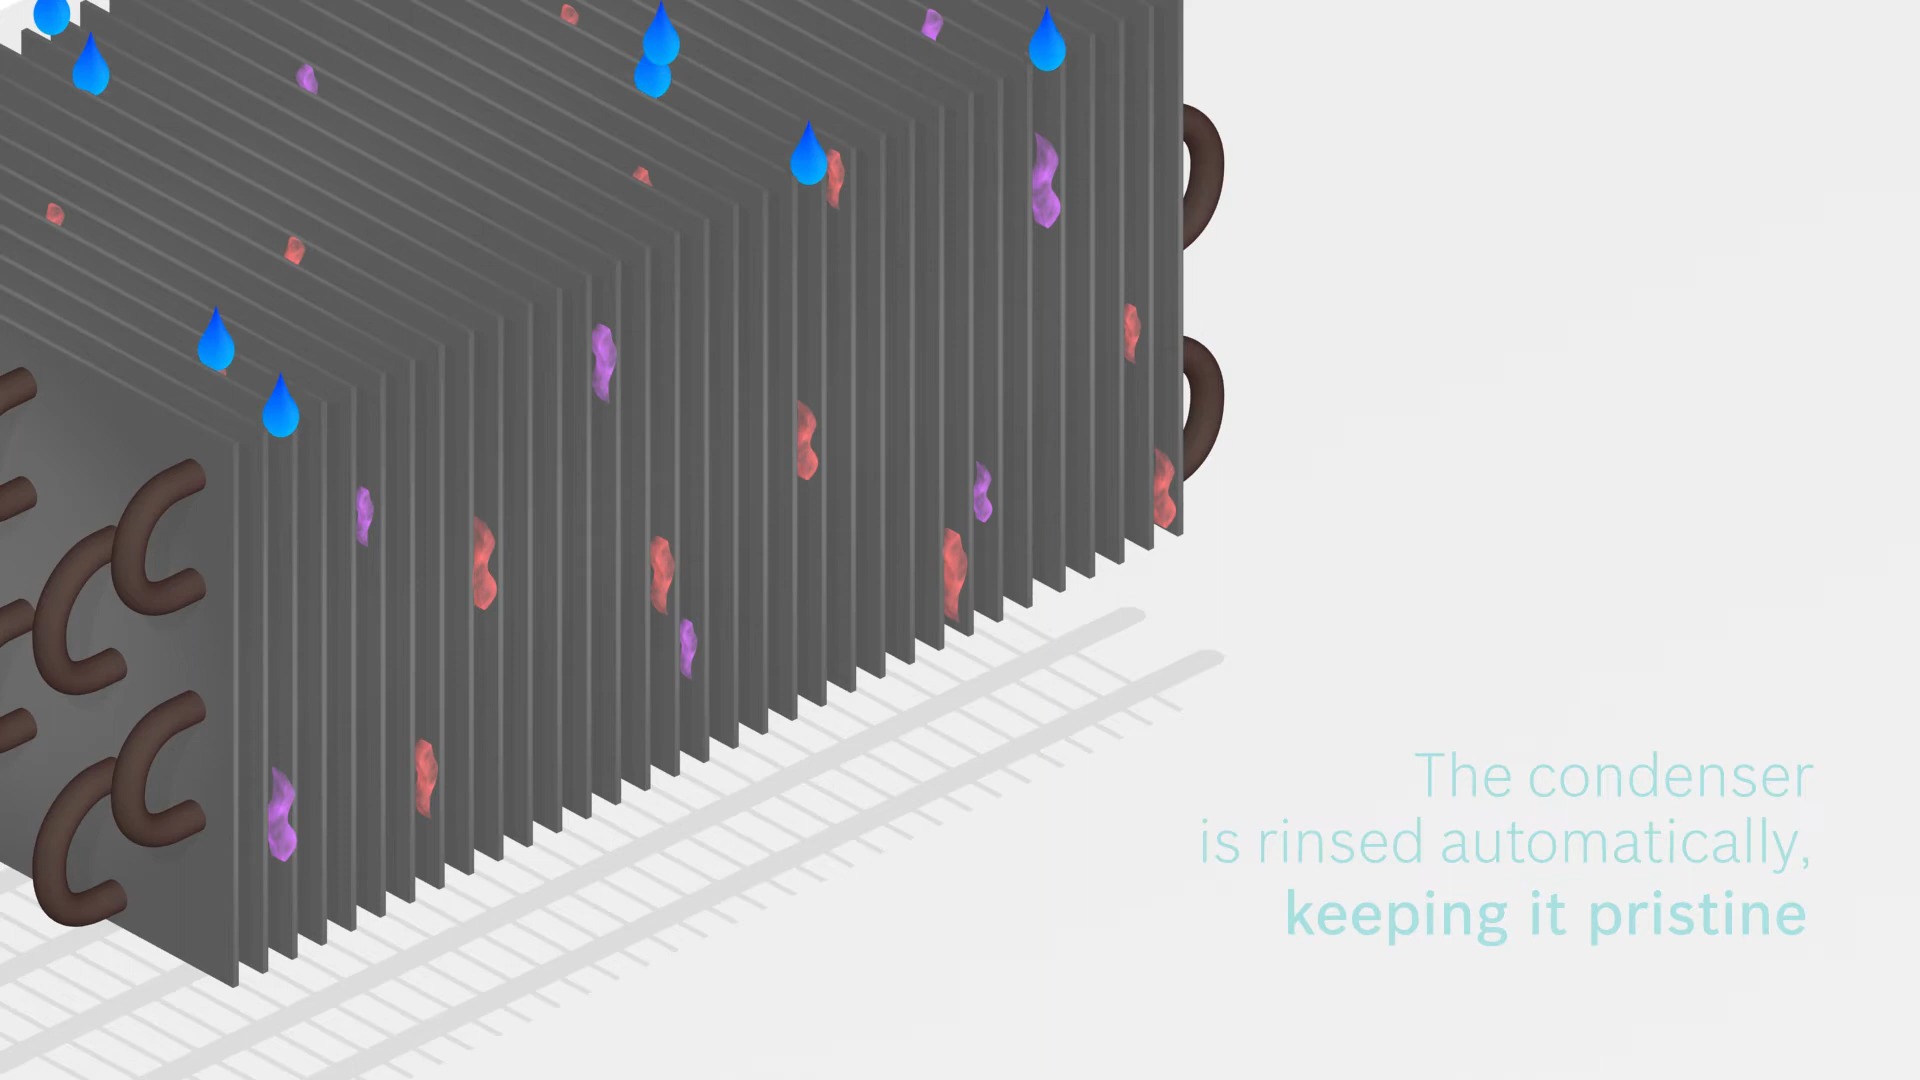 The condenser
is rinsed automatically,
keeping it pristine